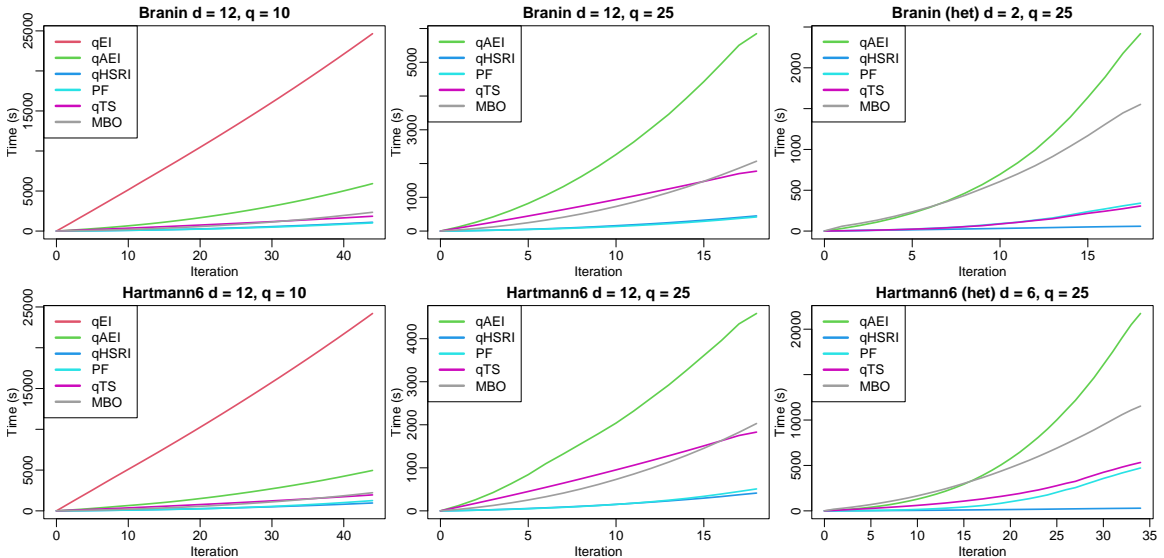 Branin d = 12, q = 10
Time (s)
0 5000 15000 25000
qEI
qAEI
qHSRI
PF
qTS
MBO
0 10 20 30 40
Iteration
Branin d = 12, q = 25
Time (s)
0 1000 3000 5000 6000
qAEI
qHSRI
PF
qTS
MBO
0 5 10 15
Iteration
Branin (het) d = 2, q = 25
Time (s)
0 500 1000 2000
qAEI
qHSRI
PF
qTS
MBO
0 5 10 15
Iteration
Hartmann6 d = 12, q = 10
Time (s)
0 5000 15000 25000
qEI
qAEI
qHSRI
PF
qTS
MBO
0 10 20 30 40
Iteration
Hartmann6 d = 12, q = 25
Time (s)
0 1000 2000 3000 4000
qAEI
qHSRI
PF
qTS
MBO
0 5 10 15
Iteration
Hartmann6 (het) d = 6, q = 25
Time (s)
0 5000 10000 20000
qAEI
qHSRI
PF
qTS
MBO
0 5 10 15 20 25 30 35
Iteration